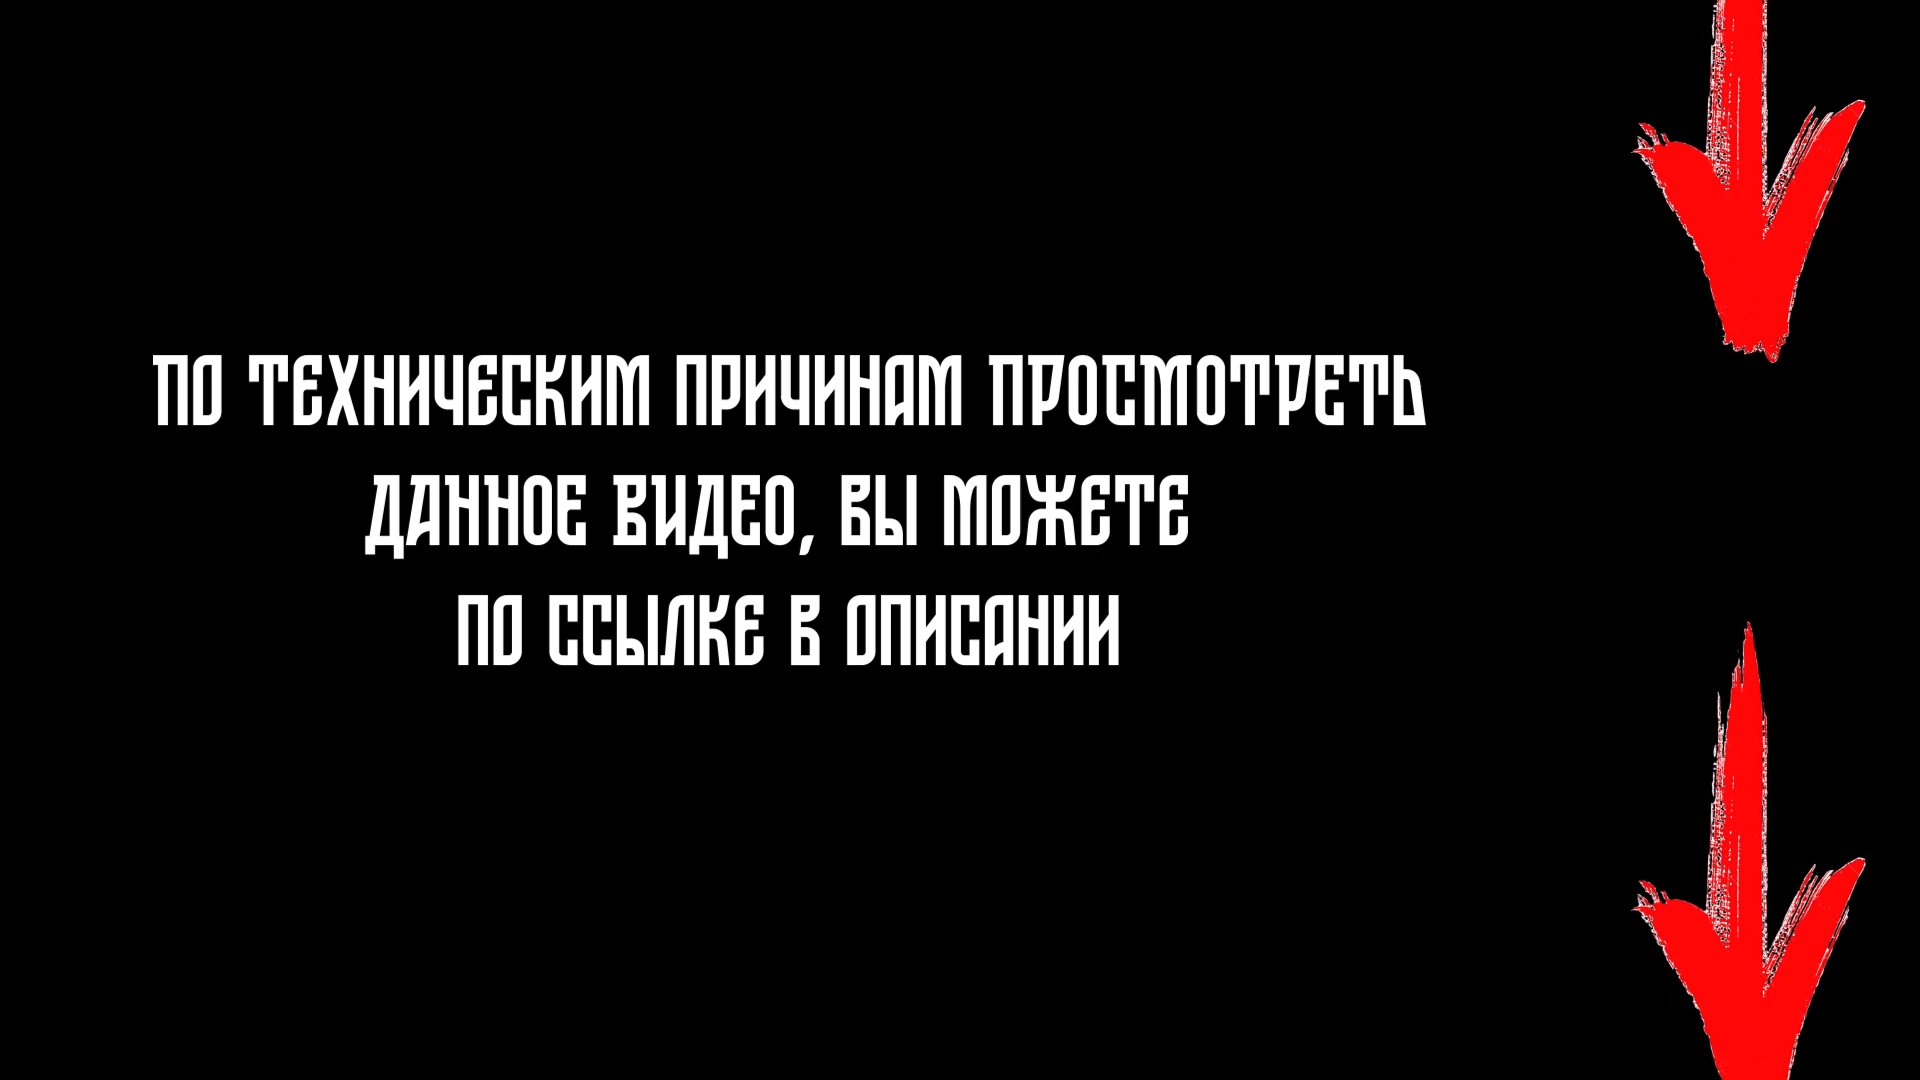 ПО ТЕХНИЧЕСКИМ ПРИЧИНАМ ПРОСМОТРЕТЬ
ДАННОЕ ВИДЕО, ВЫ МОЖЕТЕ
ПО ССЫЛКЕ В ОПИСАНИИ